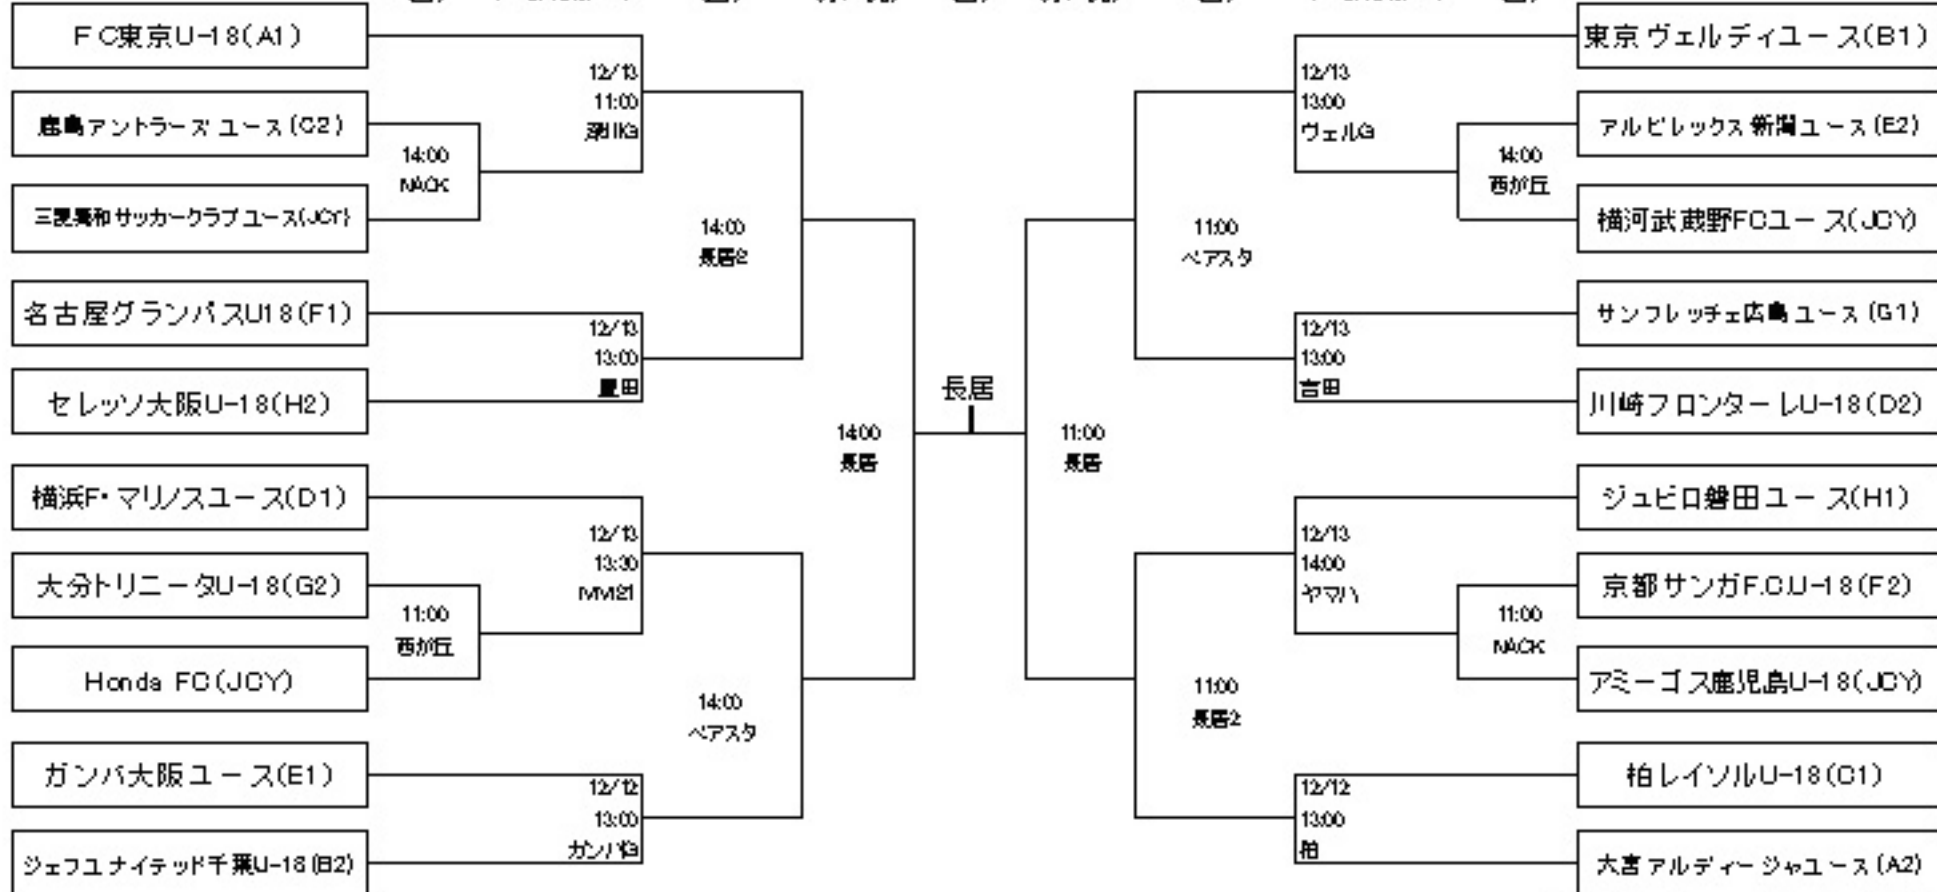 FC東京U-18(A1)
鹿島アントラーズユース(C2)
三菱養和サッカークラブユース(JCY)
名古屋グランパスU18(F1)
セレッソ大阪U-18(H2)
横浜F・マリノスユース(D1)
大分トリニータU-18(G2)
Honda FC(JCY)
ガンバ大阪ユース(E1)
ジェフユナイテッド千葉U-18(B2)
14:00
NACK
11:00
西が丘
12/13
11:00
深川G
12/13
13:00
豊田
12/13
13:30
MM21
12/12
13:00
ガンバG
14:00
長居2
14:00
ベアスタ
14:00
長居
長居
11:00
長居
11:00
ベアスタ
11:00
長居2
12/13
13:00
ヴェルG
12/13
13:00
吉田
12/13
14:00
ヤマハ
12/12
13:00
柏
14:00
西が丘
11:00
NACK
東京ヴェルディユース(B1)
アルビレックス新潟ユース(E2)
横河武蔵野FCユース(JCY)
サンフレッチェ広島ユース(G1)
川崎フロンターレU-18(D2)
ジュビロ磐田ユース(H1)
京都サンガF.C.U-18(F2)
アミーゴス鹿児島U-18(JCY)
柏レイソルU-18(C1)
大宮アルディージャユース(A2)